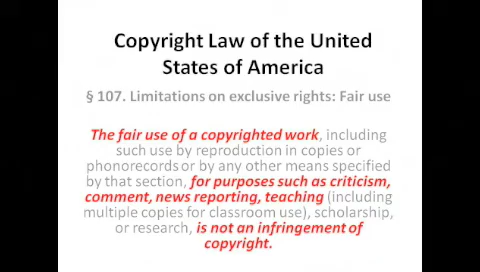 Copyright Law of the United
States of America
§ 107. Limitations on exclusive rights: Fair use
The fair use of a copyrighted work, including
such use by reproduction in copies or
phonorecords or by any other means specified
by that section, for purposes such as criticism,
comment, news reporting, teaching (including
multiple copies for classroom use), scholarship,
or research, is not an infringement of
copyright.